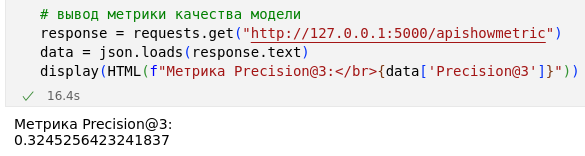 # вывод метрики качества модели
response = requests.get("http://127.0.0.1:5000/apishowmetric")
data = json.loads(response.text)
display(HTML(f"Метрика Precision@3:</br>{data['Precision@3']}"))
16.4s
Метрика Precision@3:
0.3245256423241837